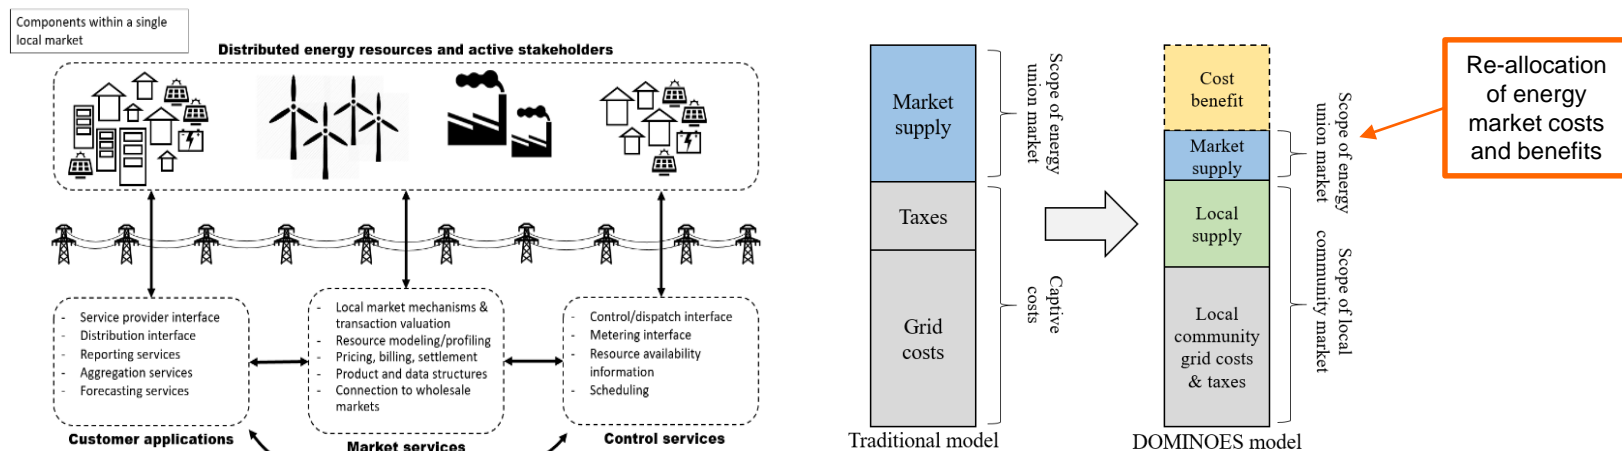 Components within a single
local market
Distributed energy resources and active stakeholders
- Service provider interface
- Distribution interface
- Reporting services
- Aggregation services
- Forecasting services
Customer applications
- Local market mechanisms &
transaction valuation
- Resource modeling/profiling
- Pricing, billing, settlement
- Product and data structures
- Connection to wholesale
markets
Market services
- Control/dispatch interface
- Metering interface
- Resource availability
information
- Scheduling
Control services
Market
supply
Taxes
Grid
costs
Scope of energy
union market
Captive
costs
Traditional model
Cost
benefit
Market
supply
Local
supply
Local
community
grid costs
& taxes
Scope of energy
union market
Scope of local
community market
DOMINOES model
Re-allocation
of energy
market costs
and benefits